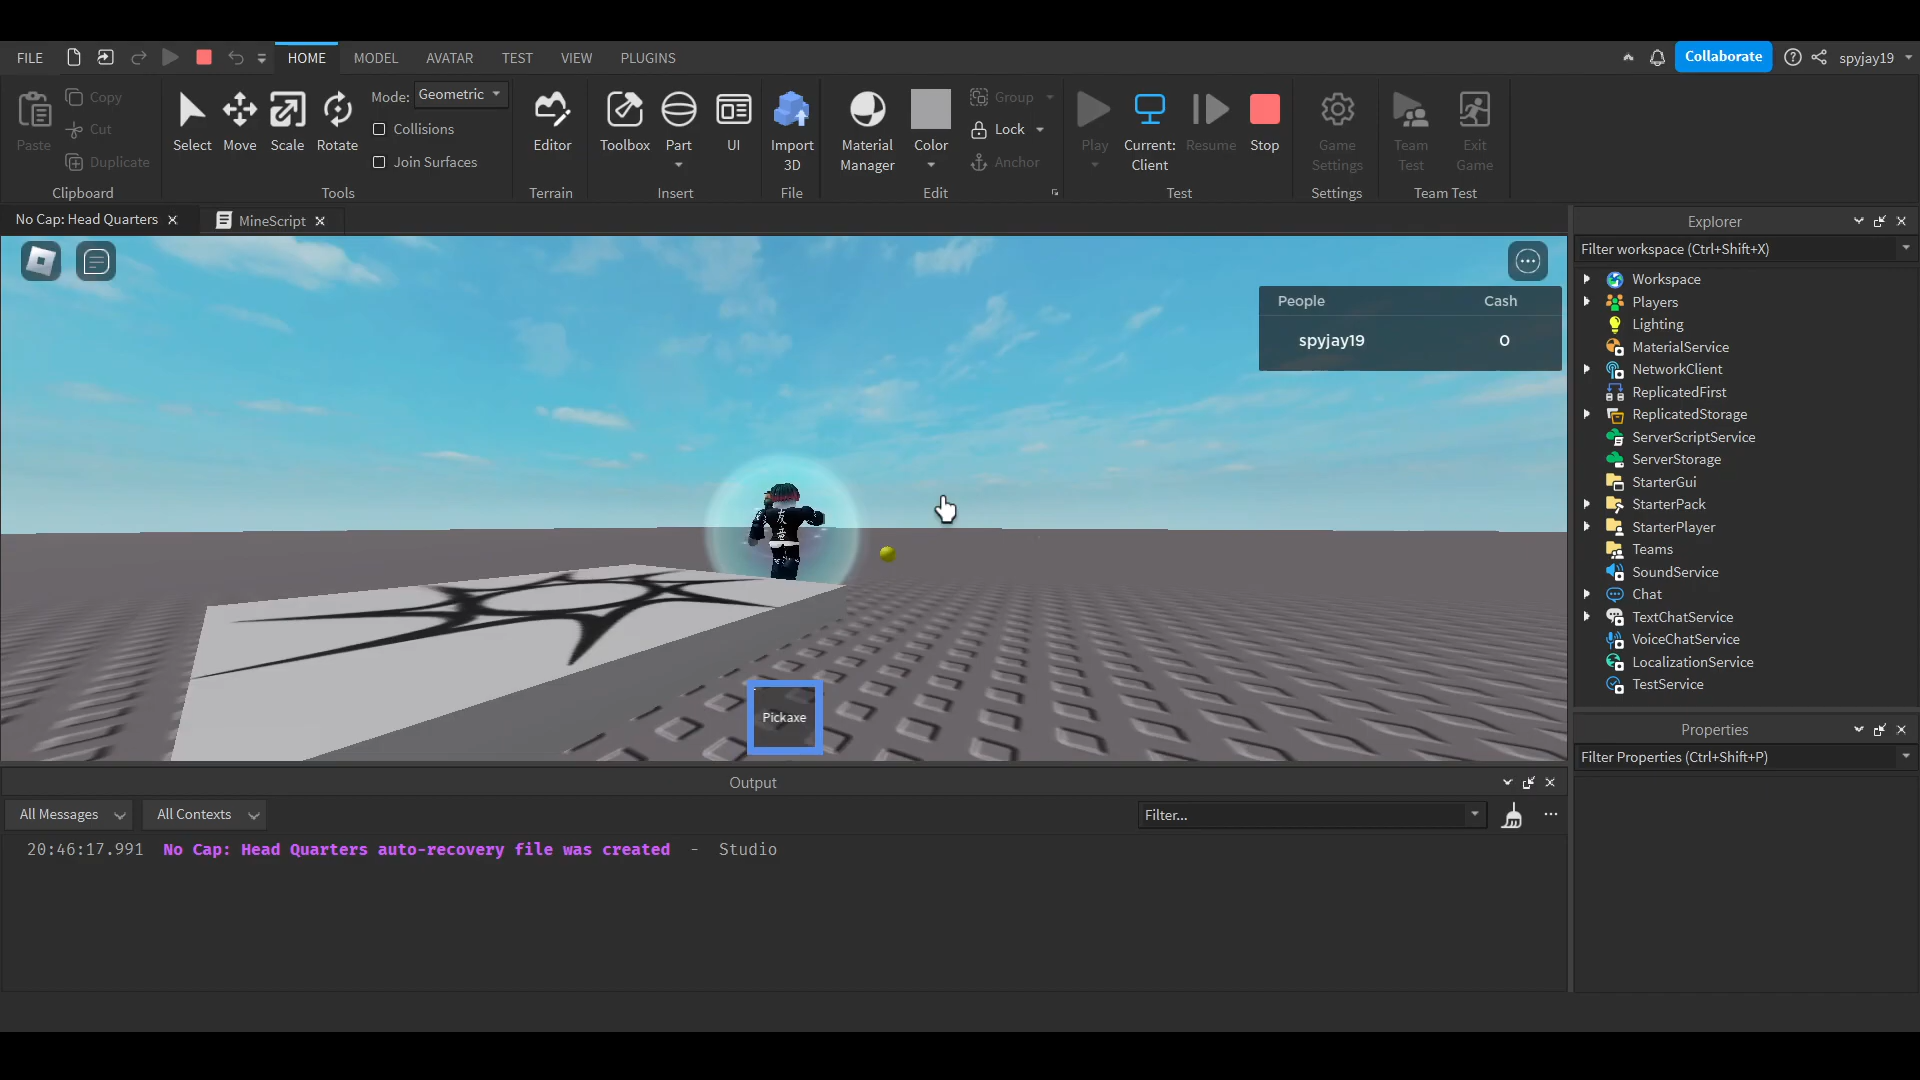 FILE HOME MODEL AVATAR TEST VIEW PLUGINS Collaborate spyjay19
Paste Copy Cut Duplicate
Clipboard
Select Move Scale Rotate
Mode: Geometric
Collisions
Join Surfaces
Tools
Editor
Terrain
Toolbox Part UI
Insert
Import
3D
File
Material
Manager
Color
Group
Lock
Anchor
Edit
Play
Current:
Client
Resume Stop
Test
Game
Settings
Settings
Team
Test
Exit
Game
Team Test
No Cap: Head Quarters MineScript
People Cash
spyjay19 0
友
Pickaxe
Explorer
Filter workspace (Ctrl+Shift+X)
Workspace
Players
Lighting
MaterialService
NetworkClient
ReplicatedFirst
ReplicatedStorage
ServerScriptService
ServerStorage
StarterGui
StarterPack
StarterPlayer
Teams
SoundService
Chat
TextChatService
VoiceChatService
LocalizationService
TestService
Properties
Filter Properties (Ctrl+Shift+P)
Output
All Messages All Contexts Filter...
20:46:17.991 No Cap: Head Quarters auto-recovery file was created - Studio